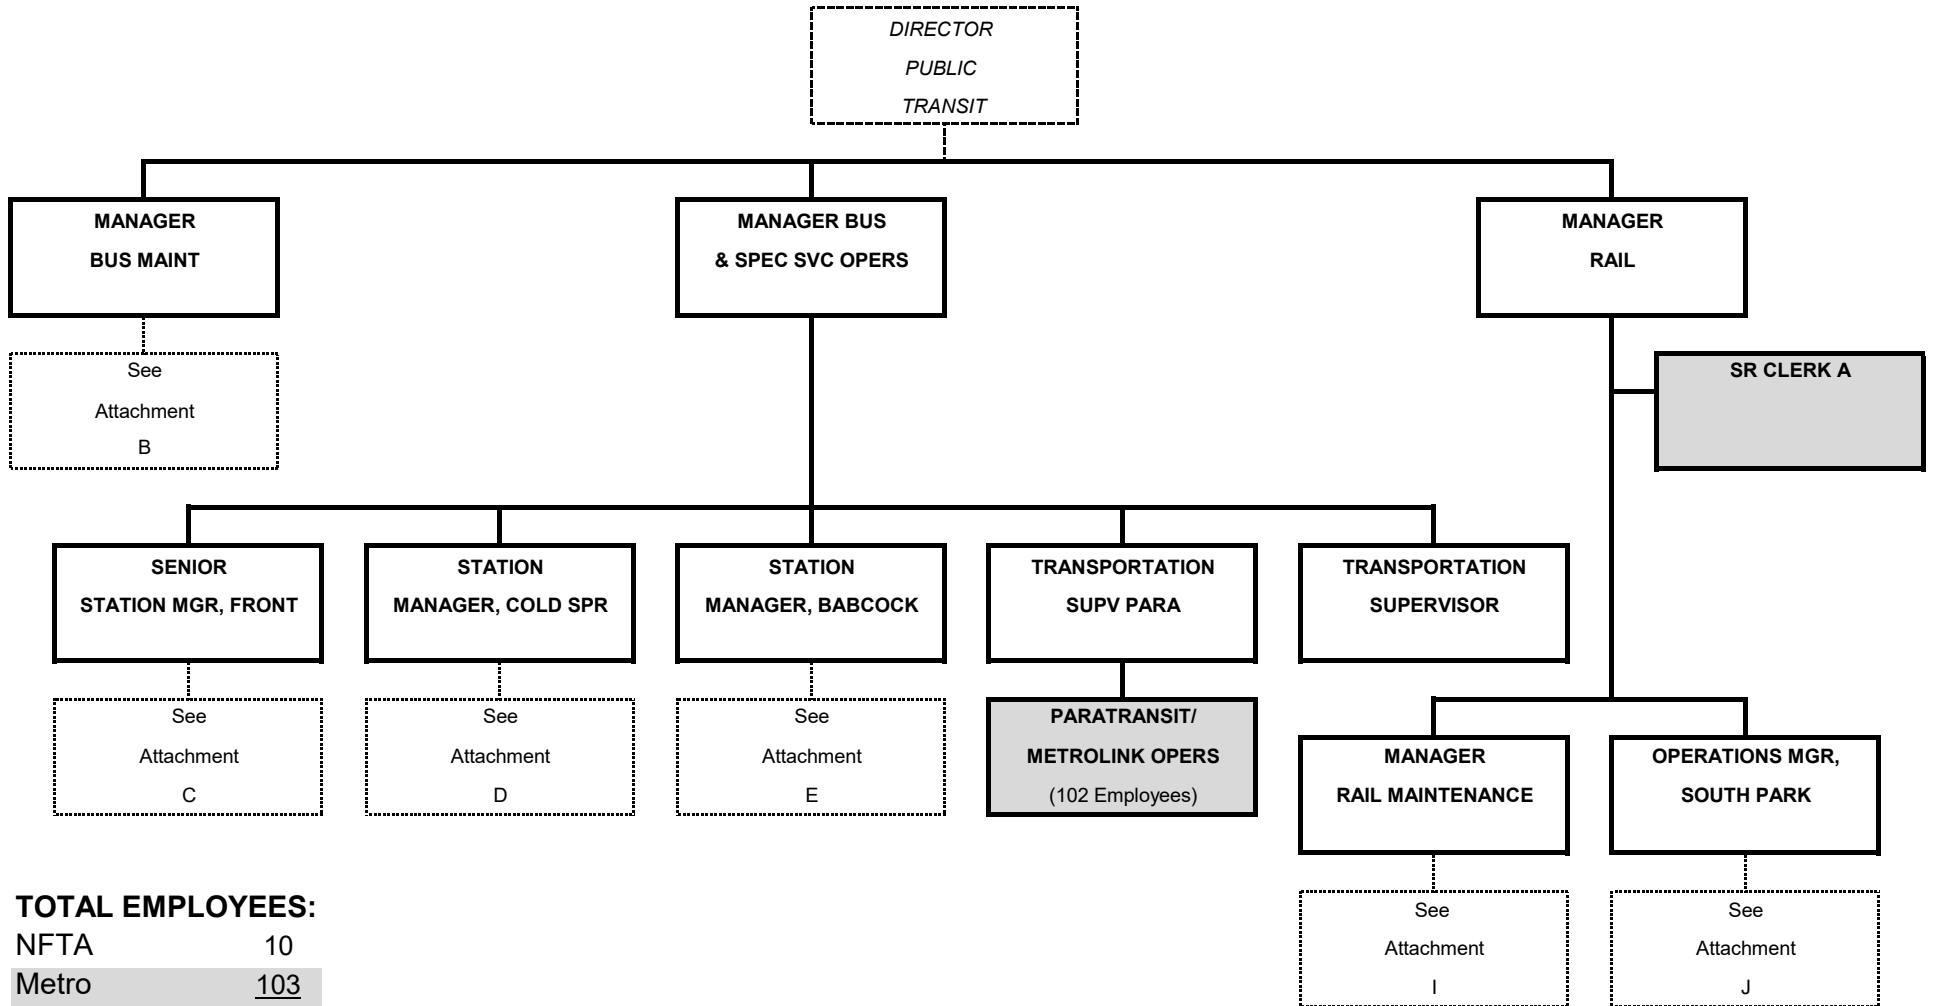 DIRECTOR
PUBLIC
TRANSIT
MANAGER
BUS MAINT
MANAGER BUS
& SPEC SVC OPERS
MANAGER
RAIL
See
Attachment
B
SR CLERK A
SENIOR
STATION MGR, FRONT
STATION
MANAGER, COLD SPR
STATION
MANAGER, BABCOCK
TRANSPORTATION
SUPV PARA
TRANSPORTATION
SUPERVISOR
See
Attachment
C
See
Attachment
D
See
Attachment
E
PARATRANSIT/
METROLINK OPERS
(102 Employees)
MANAGER
RAIL MAINTENANCE
OPERATIONS MGR,
SOUTH PARK
See
Attachment
I
See
Attachment
J
TOTAL EMPLOYEES:
NFTA 10
Metro 103